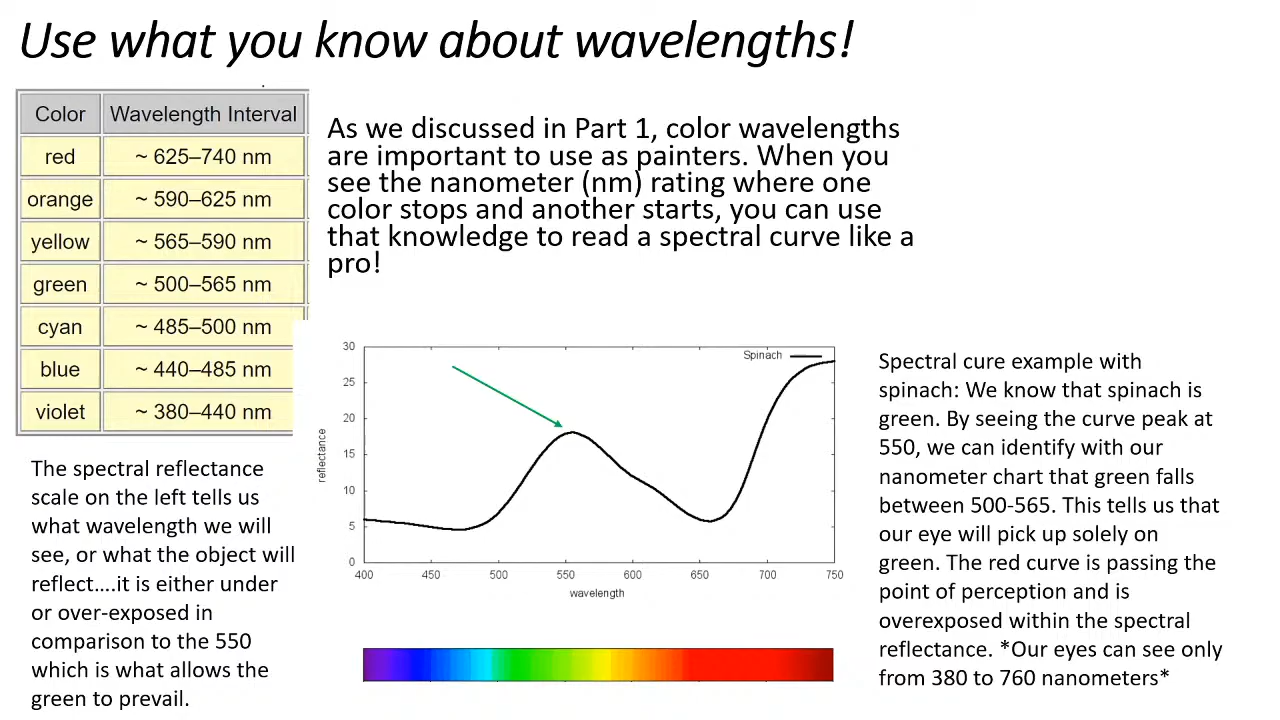 Use what you know about wavelengths!
Color Wavelength Interval
red ~ 625–740 nm
orange ~ 590–625 nm
yellow ~ 565–590 nm
green ~ 500–565 nm
cyan ~ 485–500 nm
blue ~ 440–485 nm
violet ~ 380–440 nm
As we discussed in Part 1, color wavelengths
are important to use as painters. When you
see the nanometer (nm) rating where one
color stops and another starts, you can use
that knowledge to read a spectral curve like a
pro!
The spectral reflectance
scale on the left tells us
what wavelength we will
see, or what the object will
reflect….it is either under
or over-exposed in
comparison to the 550
which is what allows the
green to prevail.
Spinach
30
25
20
15
10
5
0
reflectance
400 450 500 550 600 650 700 750
wavelength
Spectral cure example with
spinach: We know that spinach is
green. By seeing the curve peak at
550, we can identify with our
nanometer chart that green falls
between 500-565. This tells us that
our eye will pick up solely on
green. The red curve is passing the
point of perception and is
overexposed within the spectral
reflectance. *Our eyes can see only
from 380 to 760 nanometers*